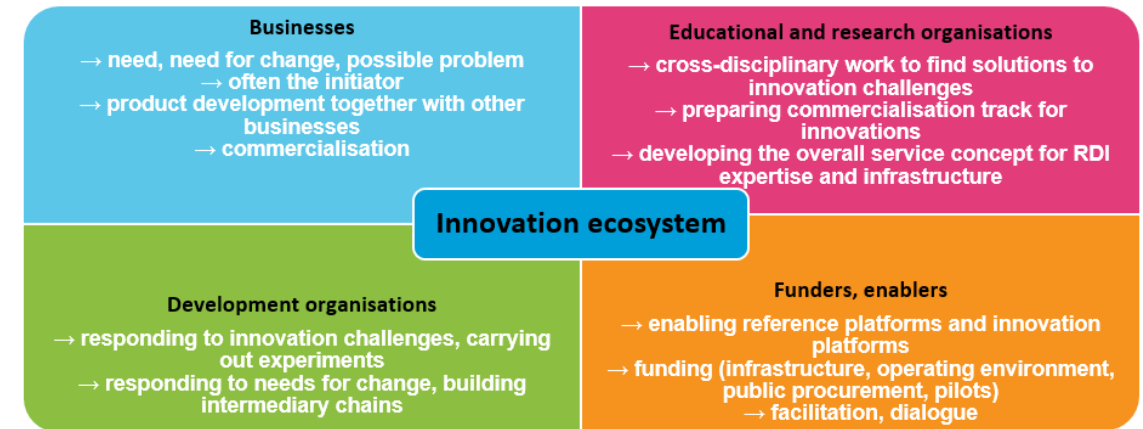 Businesses
→ need, need for change, possible problem
→ often the initiator
→ product development together with other
businesses
→ commercialisation
Educational and research organisations
→ cross-disciplinary work to find solutions to
innovation challenges
→ preparing commercialisation track for
innovations
→ developing the overall service concept for RDI
expertise and infrastructure
Innovation ecosystem
Development organisations
→ responding to innovation challenges, carrying
out experiments
→ responding to needs for change, building
intermediary chains
Funders, enablers
→ enabling reference platforms and innovation
platforms
→ funding (infrastructure, operating environment,
public procurement, pilots)
→ facilitation, dialogue